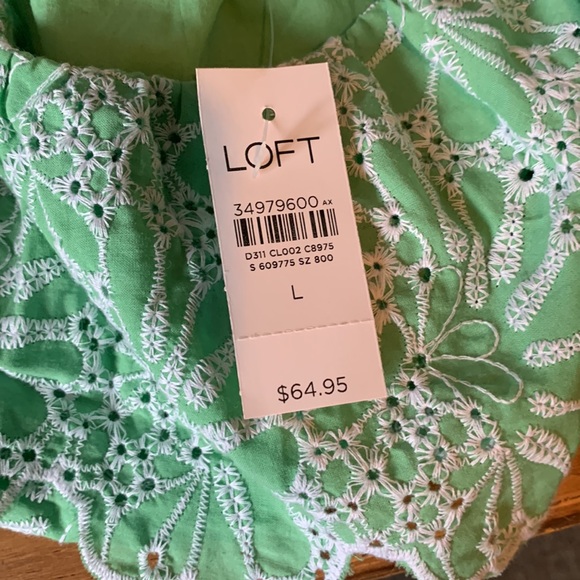 LOFT
34979600 AX
D311 CL002 C8975
S 609775 SZ 800
L
$64.95